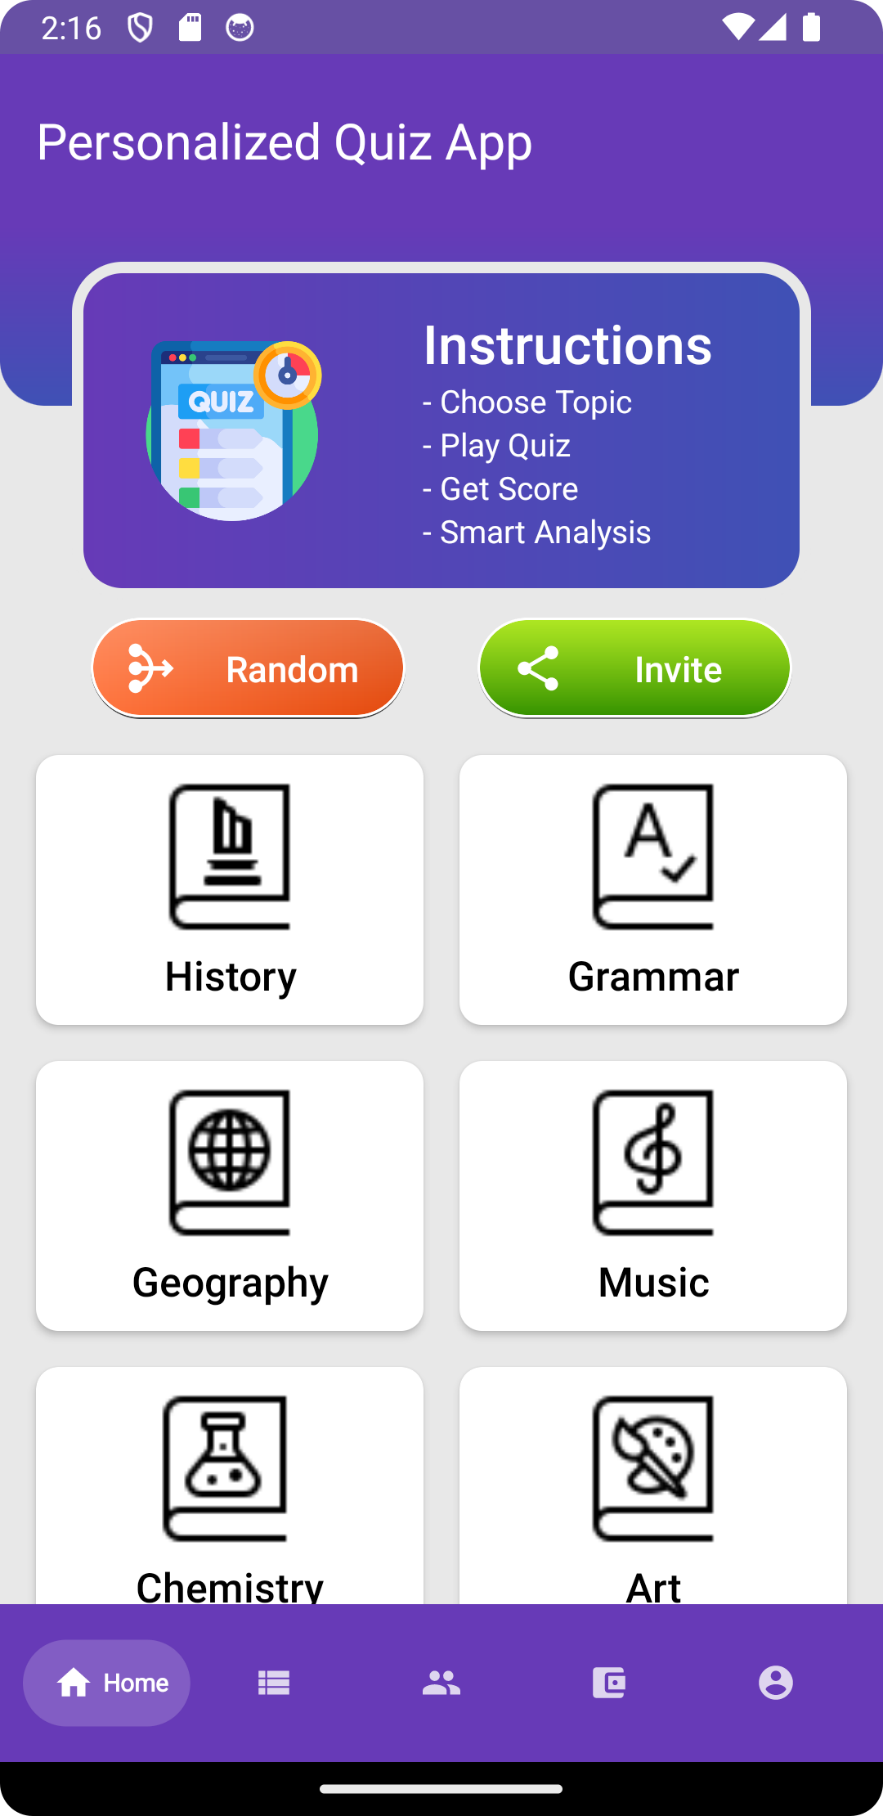 2:16
Personalized Quiz App
Instructions
- Choose Topic
- Play Quiz
- Get Score
- Smart Analysis
QUIZ
Random
Invite
History
Grammar
Geography
Music
Chemistry
Art
Home